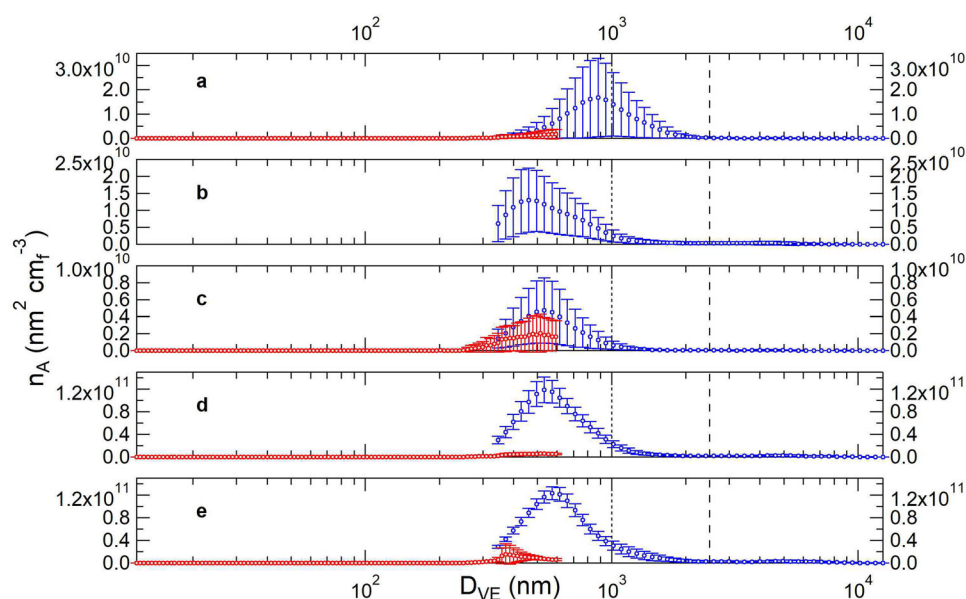 10² 10³ 10⁴
3.0x10¹⁰ 3.0x10¹⁰
2.0 2.0
1.0 1.0
0.0 0.0
a
2.5x10¹⁰ 2.5x10¹⁰
2.0 2.0
1.5 1.5
1.0 1.0
0.5 0.5
0.0 0.0
b
1.0x10¹⁰ 1.0x10¹⁰
0.8 0.8
0.6 0.6
0.4 0.4
0.2 0.2
0.0 0.0
c
1.2x10¹¹ 1.2x10¹¹
0.8 0.8
0.4 0.4
0.0 0.0
d
1.2x10¹¹ 1.2x10¹¹
0.8 0.8
0.4 0.4
0.0 0.0
e
n_A (nm² cm_f⁻³)
10² D_VE (nm) 10³ 10⁴